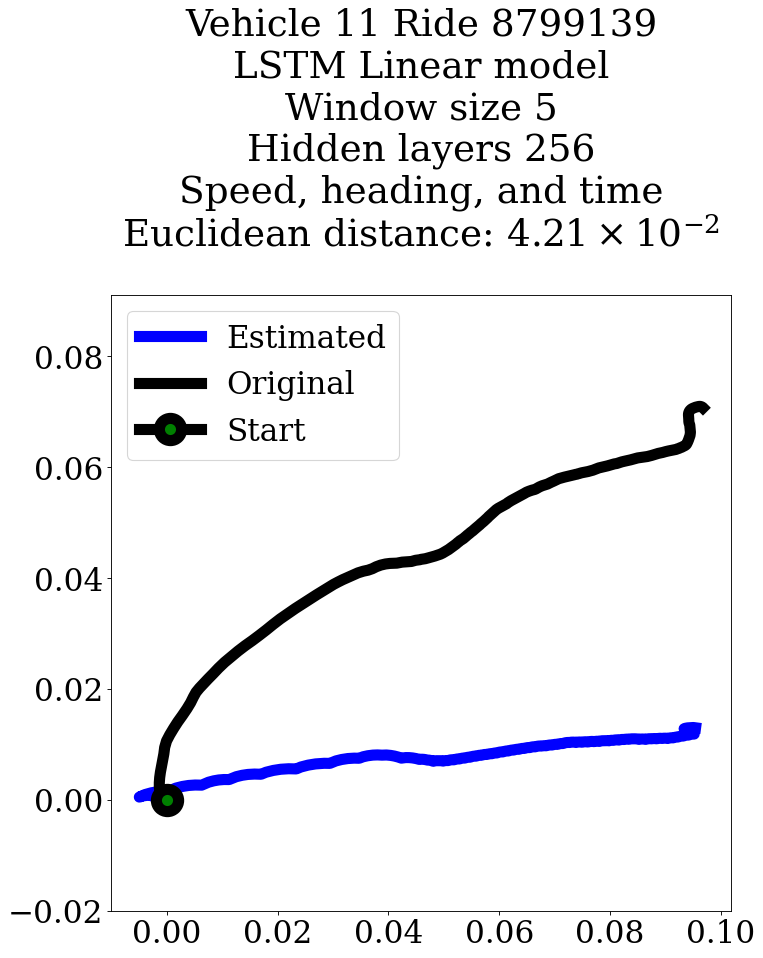 Vehicle 11 Ride 8799139
LSTM Linear model
Window size 5
Hidden layers 256
Speed, heading, and time
Euclidean distance: 4.21 × 10⁻²
Estimated
Original
Start
0.08
0.06
0.04
0.02
0.00
−0.02
0.00 0.02 0.04 0.06 0.08 0.10